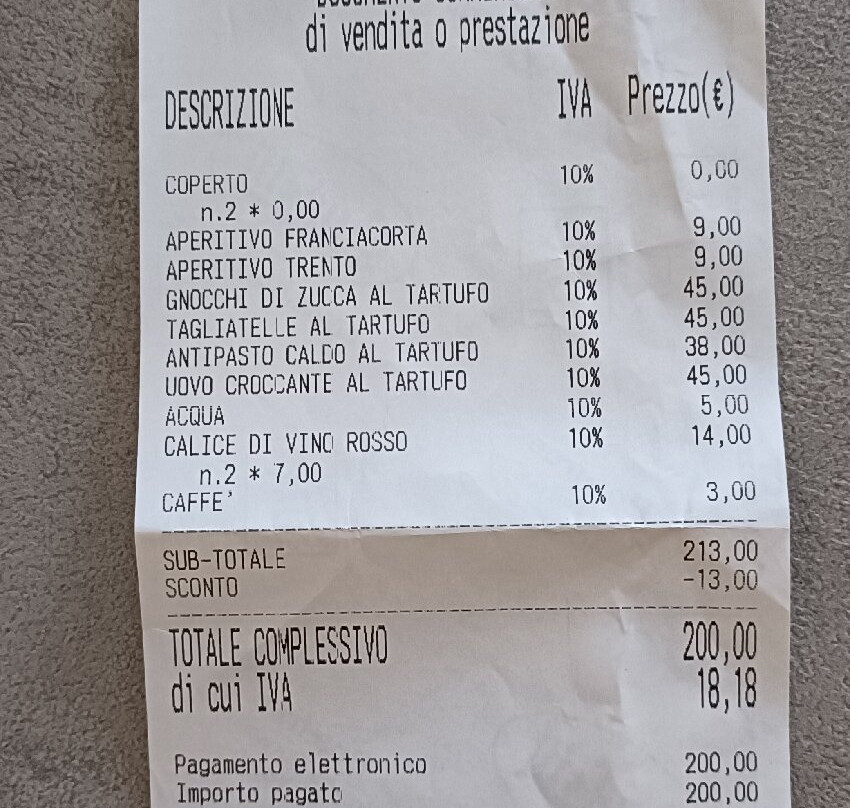 di vendita o prestazione
DESCRIZIONE IVA Prezzo(€)
COPERTO 10% 0,00
n.2 * 0,00
APERITIVO FRANCIACORTA 10% 9,00
APERITIVO TRENTO 10% 9,00
GNOCCHI DI ZUCCA AL TARTUFO 10% 45,00
TAGLIATELLE AL TARTUFO 10% 45,00
ANTIPASTO CALDO AL TARTUFO 10% 38,00
UOVO CROCCANTE AL TARTUFO 10% 45,00
ACQUA 10% 5,00
CALICE DI VINO ROSSO 10% 14,00
n.2 * 7,00
CAFFE' 10% 3,00
SUB-TOTALE 213,00
SCONTO -13,00
TOTALE COMPLESSIVO 200,00
di cui IVA 18,18
Pagamento elettronico 200,00
Importo pagato 200,00